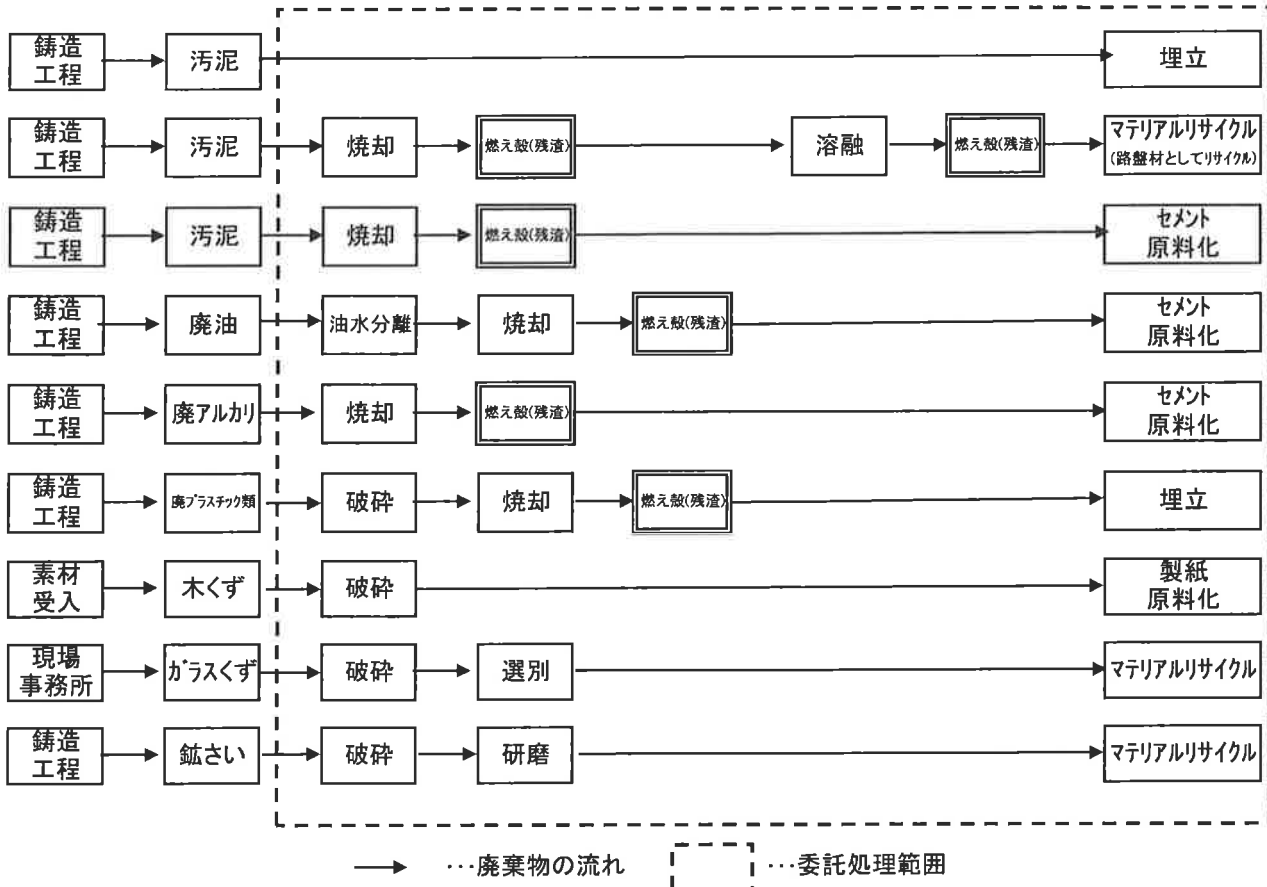 鋳造
工程
汚泥
埋立
鋳造
工程
汚泥
焼却
燃え殻(残渣)
溶融
燃え殻(残渣)
マテリアルリサイクル
(路盤材としてリサイクル)
鋳造
工程
汚泥
焼却
燃え殻(残渣)
セメント
原料化
鋳造
工程
廃油
油水分離
焼却
燃え殻(残渣)
セメント
原料化
鋳造
工程
廃アルカリ
焼却
燃え殻(残渣)
セメント
原料化
鋳造
工程
廃プラスチック類
破砕
焼却
燃え殻(残渣)
埋立
素材
受入
木くず
破砕
製紙
原料化
現場
事務所
ガラスくず
破砕
選別
マテリアルリサイクル
鋳造
工程
鉱さい
破砕
研磨
マテリアルリサイクル
…廃棄物の流れ
…委託処理範囲